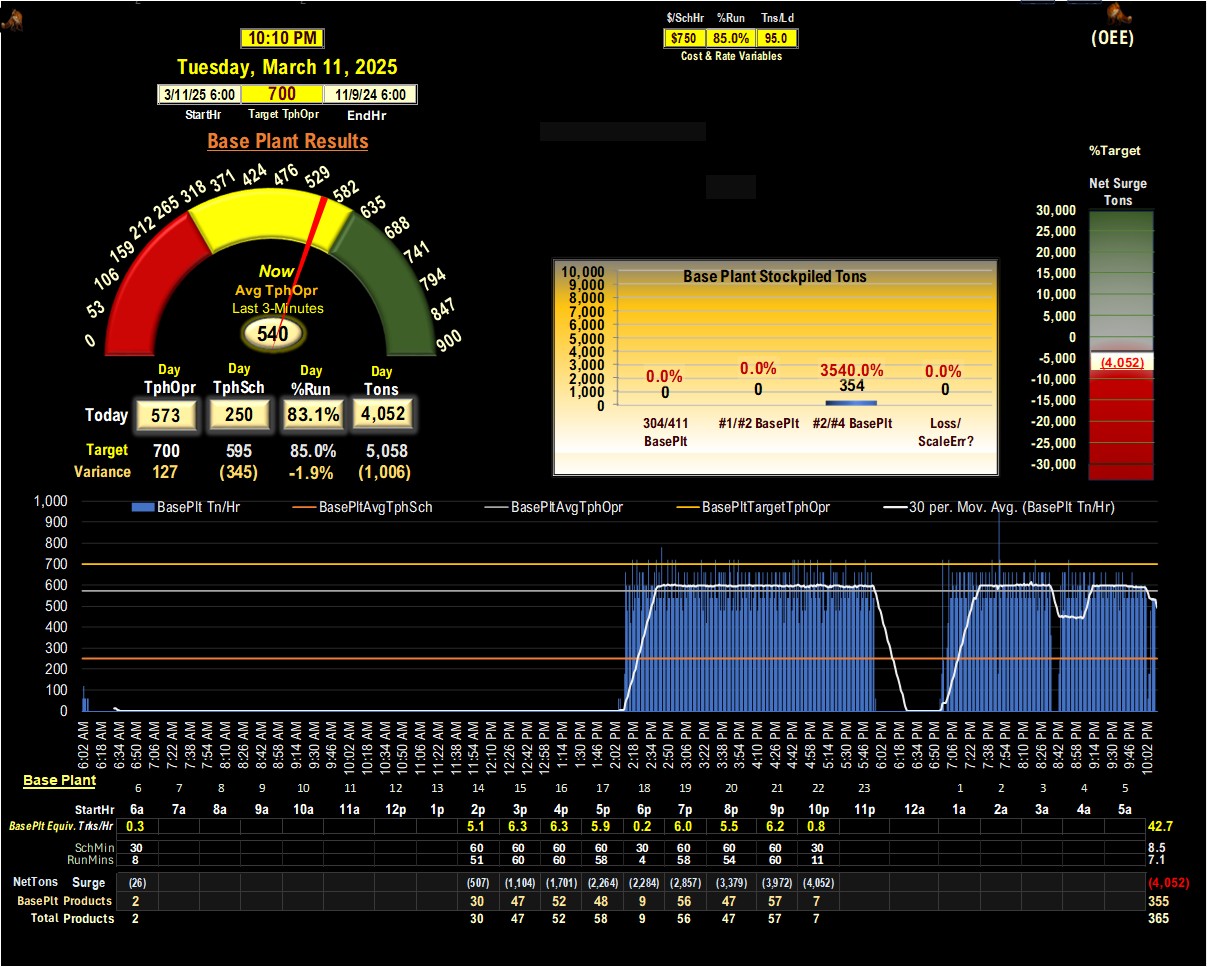 10:10 PM
Tuesday, March 11, 2025
3/11/25 6:00 700 11/9/24 6:00
StartHr Target TphOpr EndHr
$/SchHr %Run Tns/Ld
$750 85.0% 95.0
Cost & Rate Variables
(OEE)
Base Plant Results
0 53 106 159 212 265 318 371 424 476 529 582 635 688 741 794 847 900
Now
Avg TphOpr
Last 3-Minutes
540
Day Day Day Day
TphOpr TphSch %Run Tons
Today 573 250 83.1% 4,052
Target 700 595 85.0% 5,058
Variance 127 (345) -1.9% (1,006)
Base Plant Stockpiled Tons
10,000
9,000
8,000
7,000
6,000
5,000
4,000
3,000
2,000
1,000
0
0.0% 0.0% 3540.0% 0.0%
0 0 354 0
304/411 BasePlt #1/#2 BasePlt #2/#4 BasePlt Loss/ ScaleErr?
%Target
Net Surge
Tons
30,000
25,000
20,000
15,000
10,000
5,000
0
-5,000
-10,000
-15,000
-20,000
-25,000
-30,000
(4,052)
BasePlt Tn/Hr BasePltAvgTphSch BasePltAvgTphOpr BasePltTargetTphOpr 30 per. Mov. Avg. (BasePlt Tn/Hr)
1,000
900
800
700
600
500
400
300
200
100
0
6:02 AM 6:18 AM 6:34 AM 6:50 AM 7:06 AM 7:22 AM 7:38 AM 7:54 AM 8:10 AM 8:26 AM 8:42 AM 8:58 AM 9:14 AM 9:30 AM 9:46 AM 10:02 AM 10:18 AM 10:34 AM 10:50 AM 11:06 AM 11:22 AM 11:38 AM 11:54 AM 12:10 PM 12:26 PM 12:42 PM 12:58 PM 1:14 PM 1:30 PM 1:46 PM 2:02 PM 2:18 PM 2:34 PM 2:50 PM 3:06 PM 3:22 PM 3:38 PM 3:54 PM 4:10 PM 4:26 PM 4:42 PM 4:58 PM 5:14 PM 5:30 PM 5:46 PM 6:02 PM 6:18 PM 6:34 PM 6:50 PM 7:06 PM 7:22 PM 7:38 PM 7:54 PM 8:10 PM 8:26 PM 8:42 PM 8:58 PM 9:14 PM 9:30 PM 9:46 PM 10:02 PM
Base Plant
6 7 8 9 10 11 12 13 14 15 16 17 18 19 20 21 22 23 1 2 3 4 5
StartHr 6a 7a 8a 9a 10a 11a 12p 1p 2p 3p 4p 5p 6p 7p 8p 9p 10p 11p 12a 1a 2a 3a 4a 5a
BasePlt Equiv. Trks/Hr 0.3 5.1 6.3 6.3 5.9 0.2 6.0 5.5 6.2 0.8 42.7
SchMin 30 60 60 60 60 30 60 60 60 30 8.5
RunMins 8 51 60 60 58 4 58 54 60 11 7.1
NetTons Surge (26) (507) (1,104) (1,701) (2,264) (2,284) (2,857) (3,379) (3,972) (4,052) (4,052)
BasePlt Products 2 30 47 52 48 9 56 47 57 7 355
Total Products 2 30 47 52 58 9 56 47 57 7 365